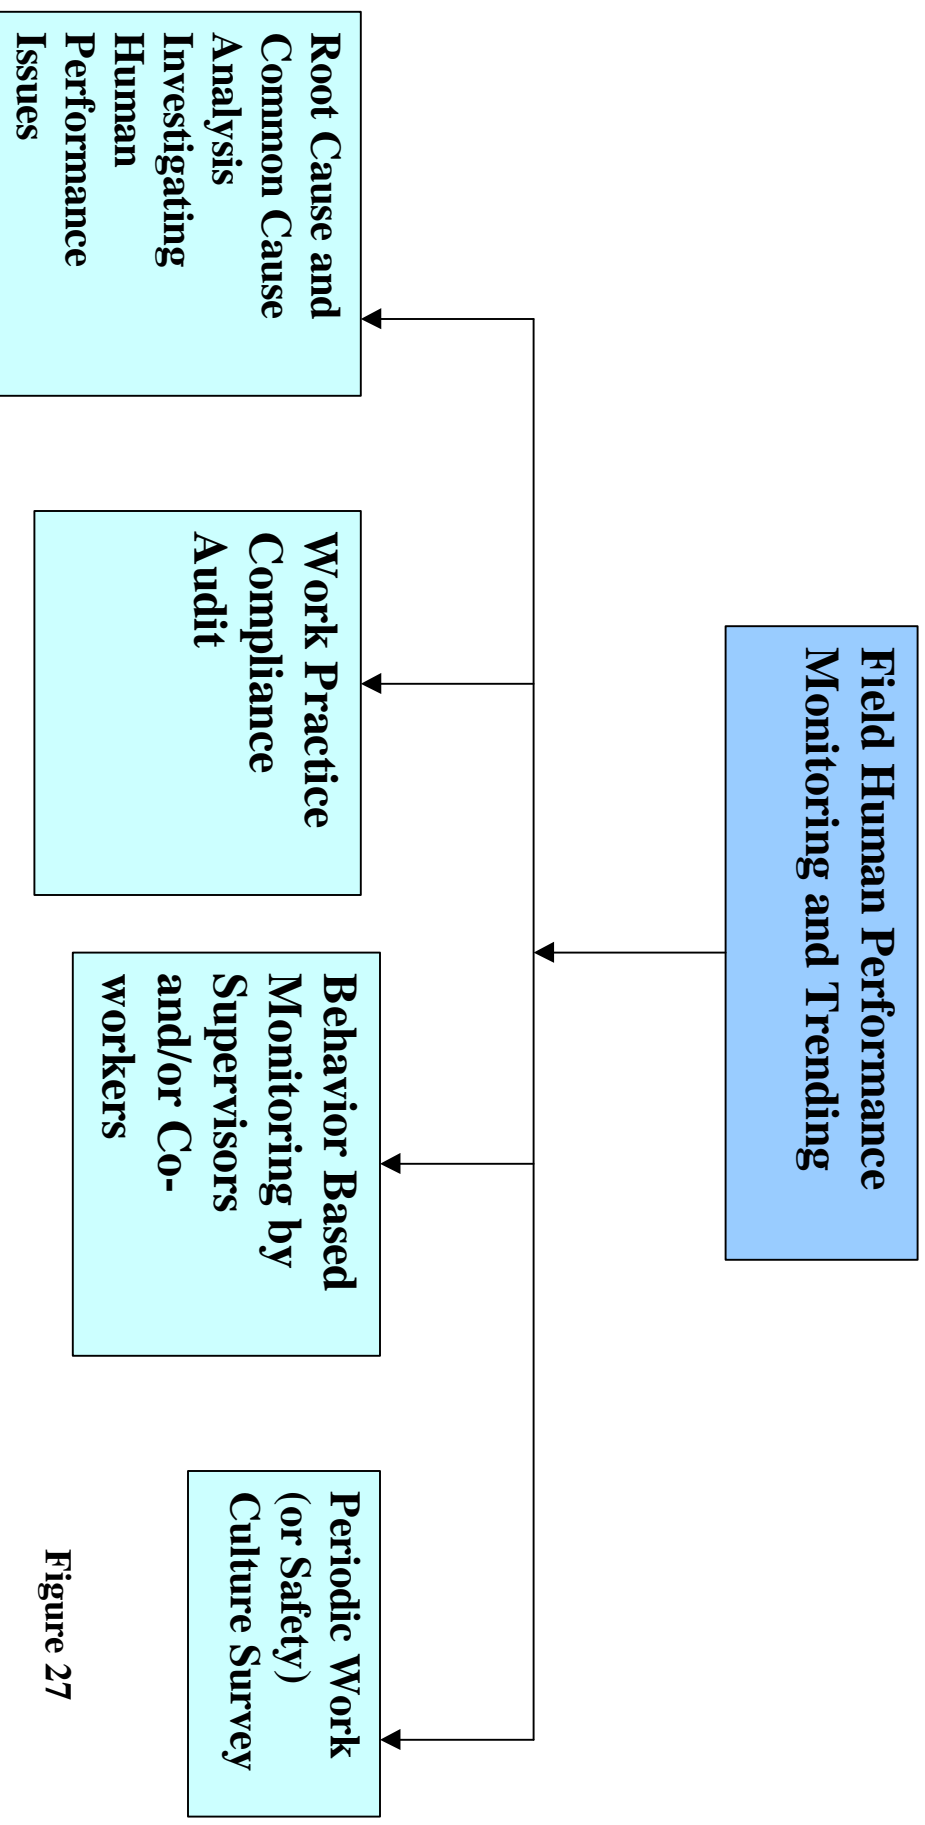 Field Human Performance
Monitoring and Trending
Root Cause and
Common Cause
Analysis
Investigating
Human
Performance
Issues
Work Practice
Compliance
Audit
Behavior Based
Monitoring by
Supervisors
and/or Co-
workers
Periodic Work
(or Safety)
Culture Survey
Figure 27